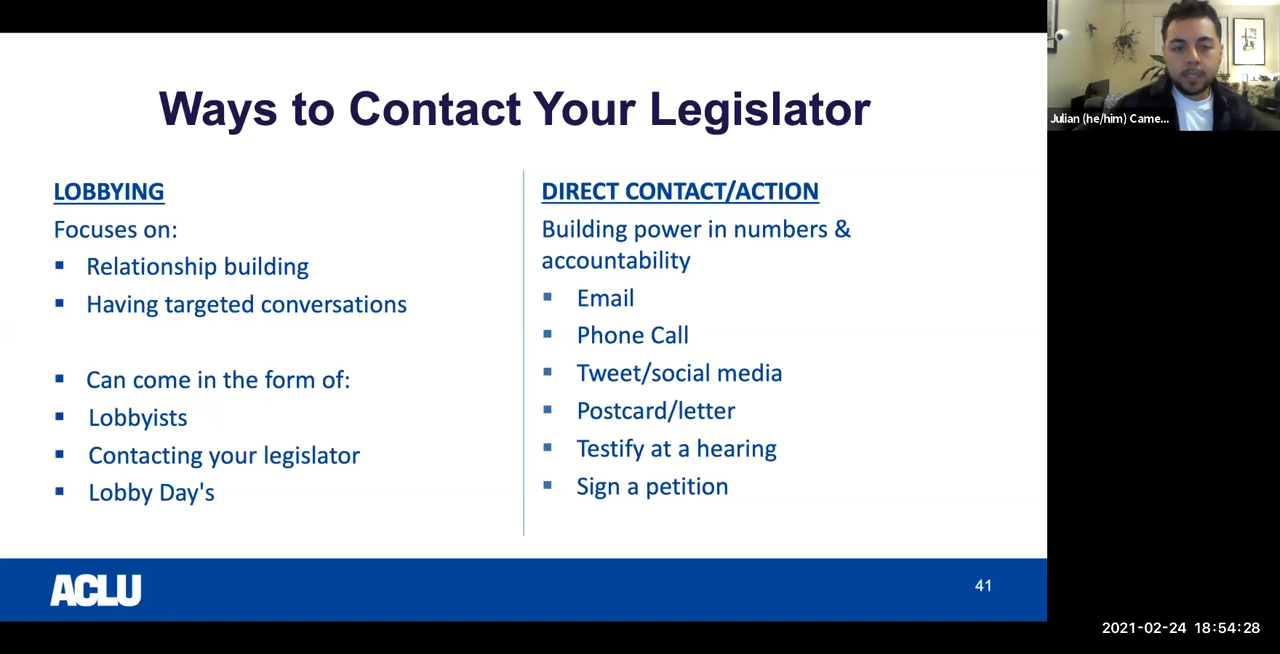 Ways to Contact Your Legislator
LOBBYING
Focuses on:
▪ Relationship building
▪ Having targeted conversations
▪ Can come in the form of:
▪ Lobbyists
▪ Contacting your legislator
▪ Lobby Day's
DIRECT CONTACT/ACTION
Building power in numbers &
accountability
▪ Email
▪ Phone Call
▪ Tweet/social media
▪ Postcard/letter
▪ Testify at a hearing
▪ Sign a petition
ACLU
41
Julian (he/him) Came...
2021-02-24 18:54:28